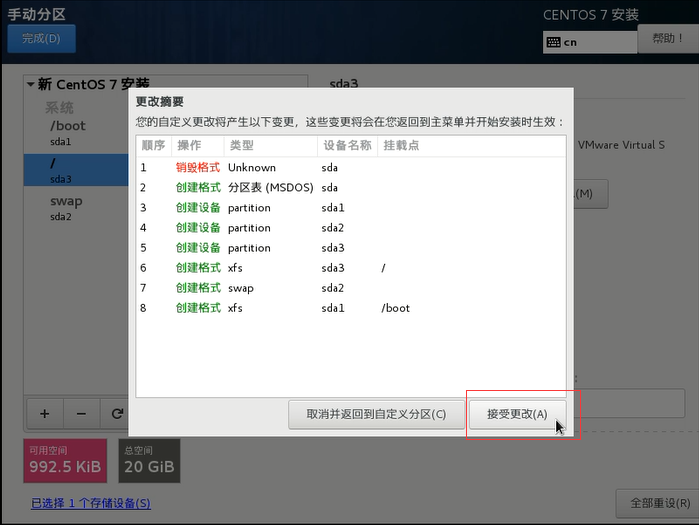 手动分区
CENTOS 7 安装
完成(D)
cn
帮助！
新 CentOS 7 安装
sda3
系统
/boot
sda1
/
sda3
swap
sda2
VMware Virtual S
(M)
更改摘要
您的自定义更改将产生以下变更，这些变更将会在您返回到主菜单并开始安装时生效：
顺序 操作 类型 设备名称 挂载点
1 销毁格式 Unknown sda
2 创建格式 分区表 (MSDOS) sda
3 创建设备 partition sda1
4 创建设备 partition sda2
5 创建设备 partition sda3
6 创建格式 xfs sda3 /
7 创建格式 swap sda2
8 创建格式 xfs sda1 /boot
取消并返回到自定义分区(C)
接受更改(A)
+ − 
可用空间
992.5 KiB
总空间
20 GiB
已选择 1 个存储设备(S)
全部重设(R)